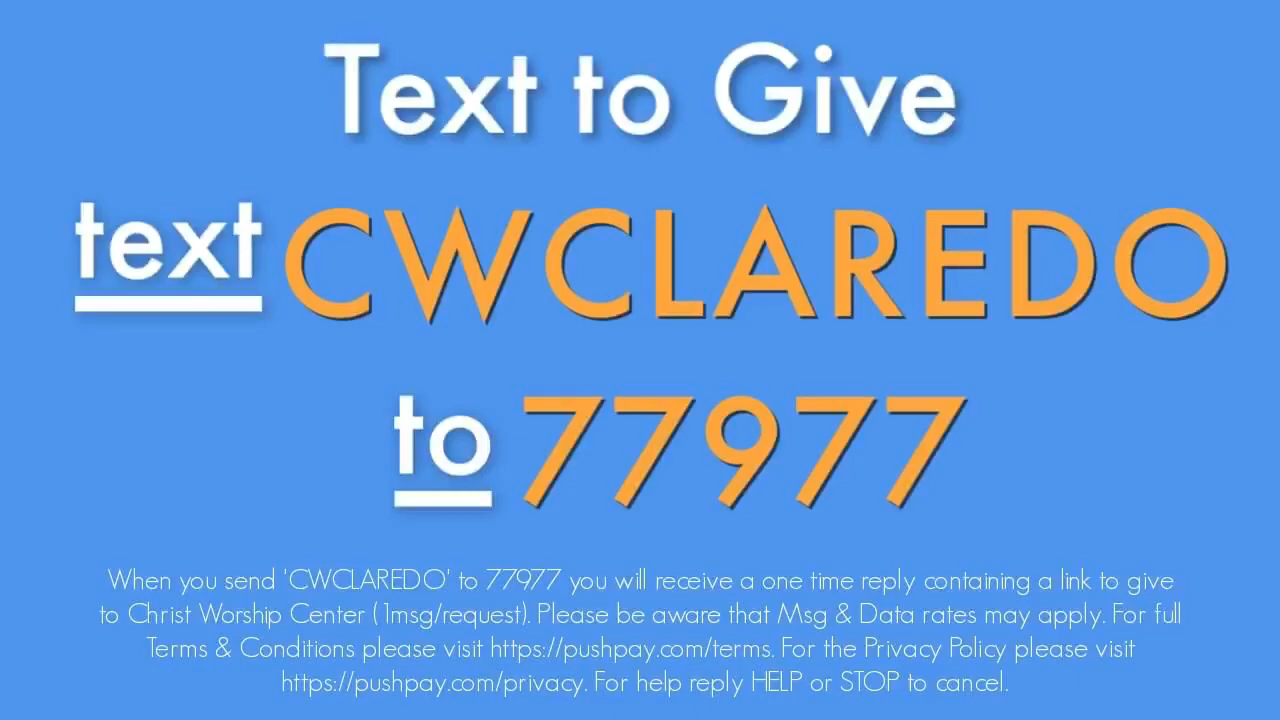 Text to Give
text CWCLAREDO
to 77977
When you send 'CWCLAREDO' to 77977 you will receive a one time reply containing a link to give
to Christ Worship Center (1msg/request). Please be aware that Msg & Data rates may apply. For full
Terms & Conditions please visit https://pushpay.com/terms. For the Privacy Policy please visit
https://pushpay.com/privacy. For help reply HELP or STOP to cancel.